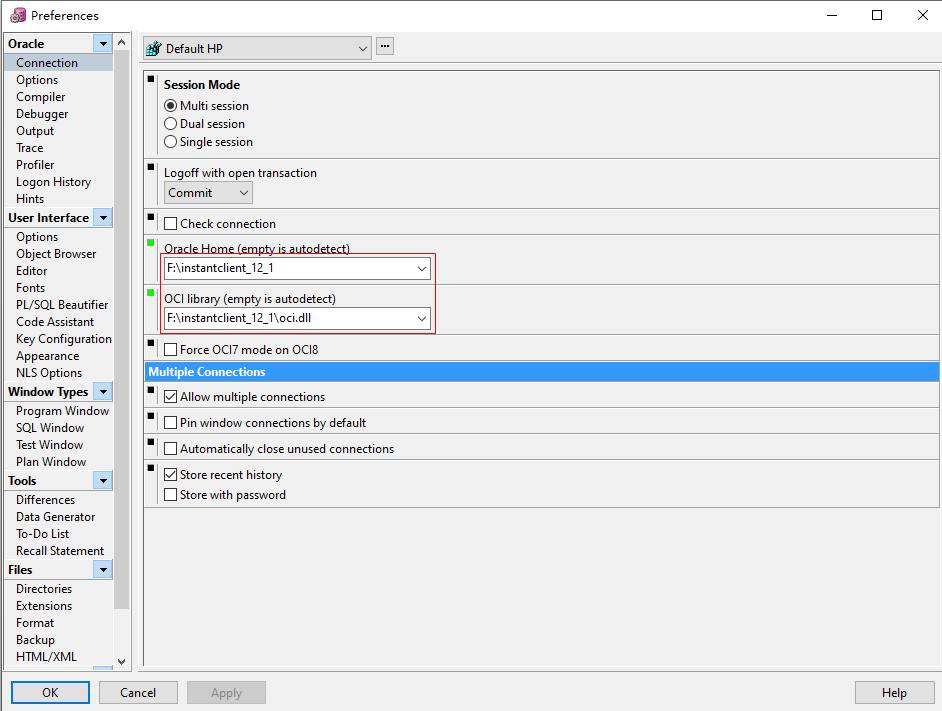 Preferences
Oracle
Connection
Options
Compiler
Debugger
Output
Trace
Profiler
Logon History
Hints
User Interface
Options
Object Browser
Editor
Fonts
PL/SQL Beautifier
Code Assistant
Key Configuration
Appearance
NLS Options
Window Types
Program Window
SQL Window
Test Window
Plan Window
Tools
Differences
Data Generator
To-Do List
Recall Statement
Files
Directories
Extensions
Format
Backup
HTML/XML
Default HP
...
Session Mode
Multi session
Dual session
Single session
Logoff with open transaction
Commit
Check connection
Oracle Home (empty is autodetect)
F:\instantclient_12_1
OCI library (empty is autodetect)
F:\instantclient_12_1\oci.dll
Force OCI7 mode on OCI8
Multiple Connections
Allow multiple connections
Pin window connections by default
Automatically close unused connections
Store recent history
Store with password
OK
Cancel
Apply
Help